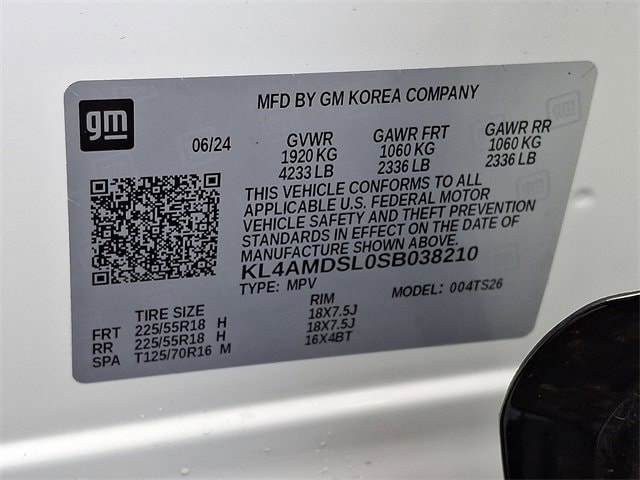 gm
MFD BY GM KOREA COMPANY
06/24 GVWR GAWR FRT GAWR RR
1920 KG 1060 KG 1060 KG
4233 LB 2336 LB 2336 LB
THIS VEHICLE CONFORMS TO ALL
APPLICABLE U.S. FEDERAL MOTOR
VEHICLE SAFETY AND THEFT PREVENTION
STANDARDS IN EFFECT ON THE DATE OF
MANUFACTURE SHOWN ABOVE.
KL4AMDSL0SB038210
TYPE: MPV MODEL: 004TS26
TIRE SIZE RIM
FRT 225/55R18 H 18X7.5J
RR 225/55R18 H 18X7.5J
SPA T125/70R16 M 16X4BT